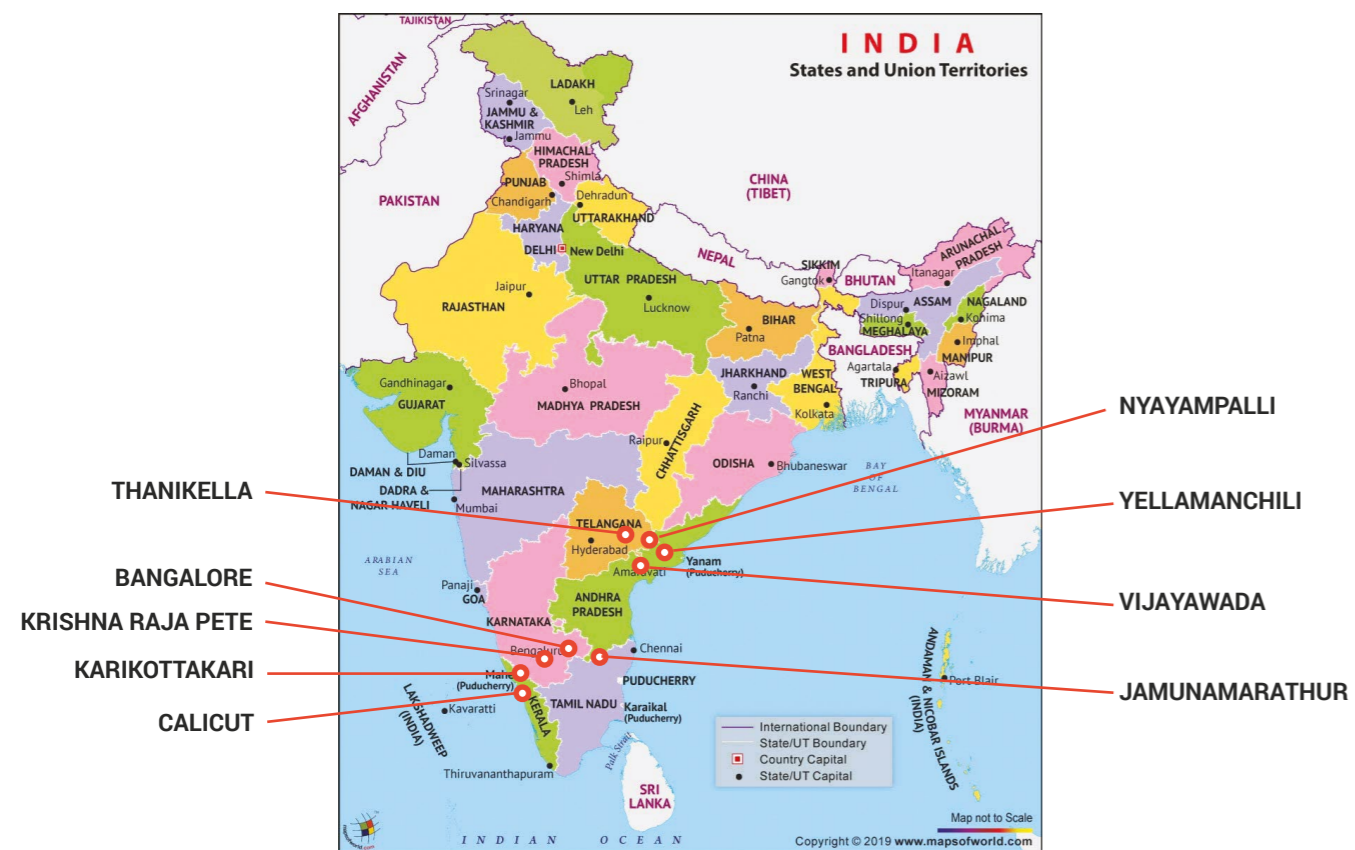 TAJIKISTAN
INDIA
States and Union Territories
AFGHANISTAN
LADAKH
Srinagar
Leh
JAMMU &
KASHMIR
Jammu
HIMACHAL
PRADESH
Shimla
PUNJAB
Chandigarh
Dehradun
UTTARAKHAND
CHINA
(TIBET)
PAKISTAN
HARYANA
DELHI
New Delhi
NEPAL
ARUNACHAL
PRADESH
SIKKIM
Gangtok
BHUTAN
Itanagar
UTTAR PRADESH
Jaipur
RAJASTHAN
Lucknow
Dispur
ASSAM
NAGALAND
Shillong
Kohima
MEGHALAYA
BIHAR
Patna
Imphal
MANIPUR
BANGLADESH
JHARKHAND
Ranchi
WEST
BENGAL
Agartala
TRIPURA
Aizawl
MIZORAM
Gandhinagar
GUJARAT
Bhopal
MADHYA PRADESH
Kolkata
MYANMAR
(BURMA)
NYAYAMPALLI
Raipur
CHHATTISGARH
ODISHA
Bhubaneswar
BAY
OF
BENGAL
Daman
Silvassa
DAMAN & DIU
DADRA &
NAGAR HAVELI
MAHARASHTRA
Mumbai
THANIKELLA
YELLAMANCHILI
TELANGANA
Hyderabad
ARABIAN
SEA
Amaravati
Yanam
(Puducherry)
BANGALORE
Panaji
GOA
ANDHRA
PRADESH
VIJAYAWADA
KRISHNA RAJA PETE
KARNATAKA
Bengaluru
Chennai
KARIKOTTAKARI
Mahe
(Puducherry)
PUDUCHERRY
JAMUNAMARATHUR
CALICUT
LAKSHADWEEP
(INDIA)
Kavaratti
KERALA
TAMIL NADU
Karaikal
(Puducherry)
ANDAMAN & NICOBAR ISLANDS
(INDIA)
Port Blair
Palk Strait
Thiruvananthapuram
SRI
LANKA
International Boundary
State/UT Boundary
Country Capital
State/UT Capital
Map not to Scale
INDIAN OCEAN
Copyright © 2019 www.mapsofworld.com